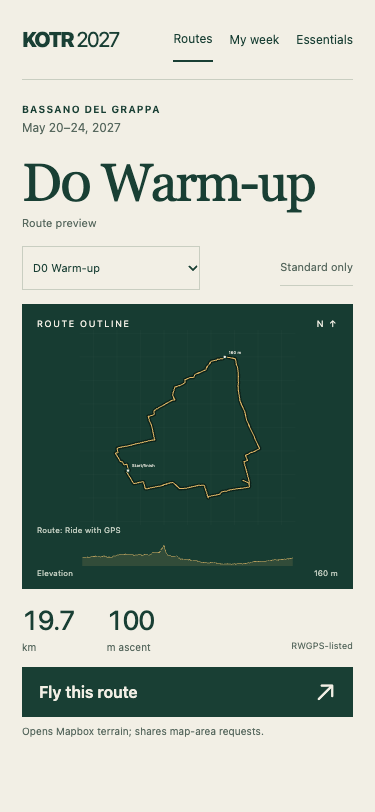 KOTR 2027
Routes
My week
Essentials
BASSANO DEL GRAPPA
May 20–24, 2027
D0 Warm-up
Route preview
D0 Warm-up
Standard only
ROUTE OUTLINE
N ↑
160 m
Start/finish
Route: Ride with GPS
Elevation
160 m
19.7
100
km
m ascent
RWGPS-listed
Fly this route
Opens Mapbox terrain; shares map-area requests.